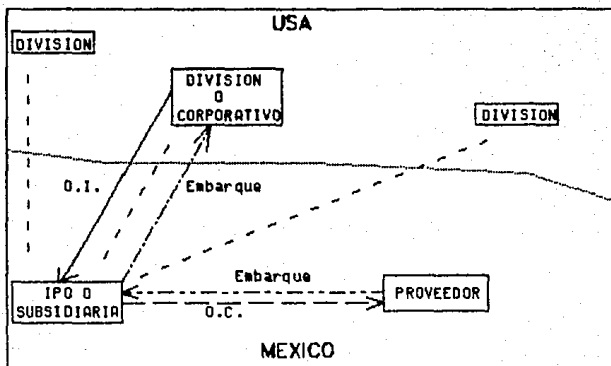 USA
DIVISION
DIVISION
O
CORPORATIVO
DIVISION
O.I.
Embarque
IPO O
SUBSIDIARIA
Embarque
O.C.
PROVEEDOR
MEXICO